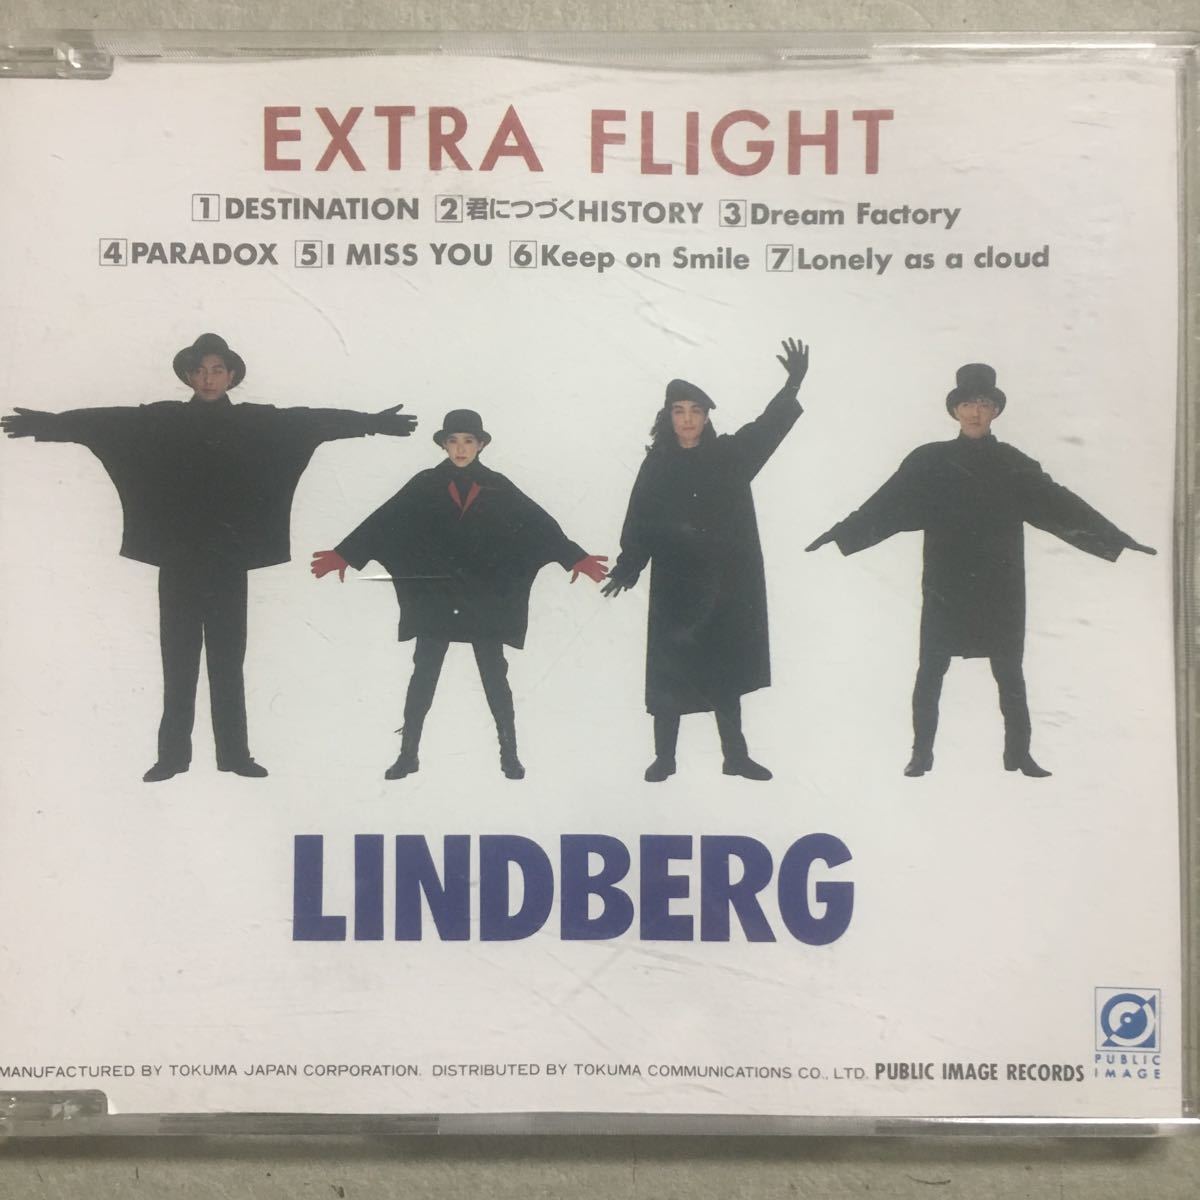 EXTRA FLIGHT
1 DESTINATION 2 君につづくHISTORY 3 Dream Factory
4 PARADOX 5 I MISS YOU 6 Keep on Smile 7 Lonely as a cloud
LINDBERG
PUBLIC
IMAGE
MANUFACTURED BY TOKUMA JAPAN CORPORATION. DISTRIBUTED BY TOKUMA COMMUNICATIONS CO., LTD. PUBLIC IMAGE RECORDS